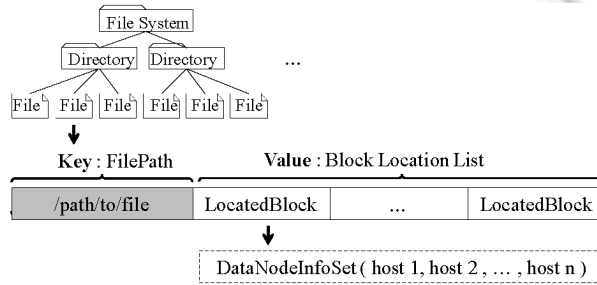 File System
Directory Directory ...
File File File File File File
Key : FilePath Value : Block Location List
/path/to/file LocatedBlock ... LocatedBlock
DataNodeInfoSet ( host 1, host 2 , ... , host n )